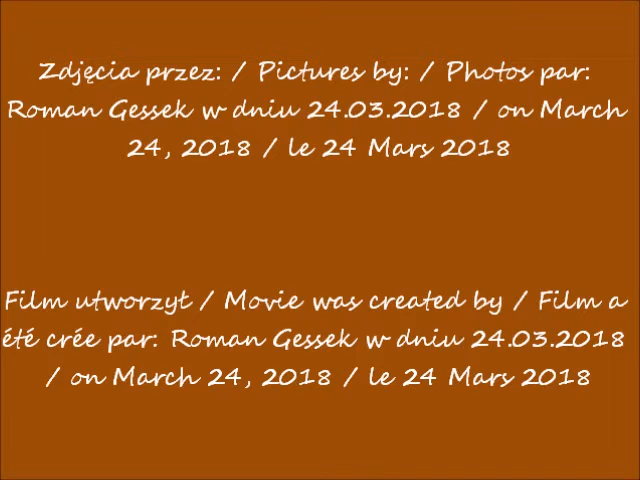 Zdjęcia przez: / Pictures by: / Photos par:
Roman Gessek w dniu 24.03.2018 / on March
24, 2018 / le 24 Mars 2018
Film utworzył / Movie was created by / Film a
été crée par: Roman Gessek w dniu 24.03.2018
/ on March 24, 2018 / le 24 Mars 2018